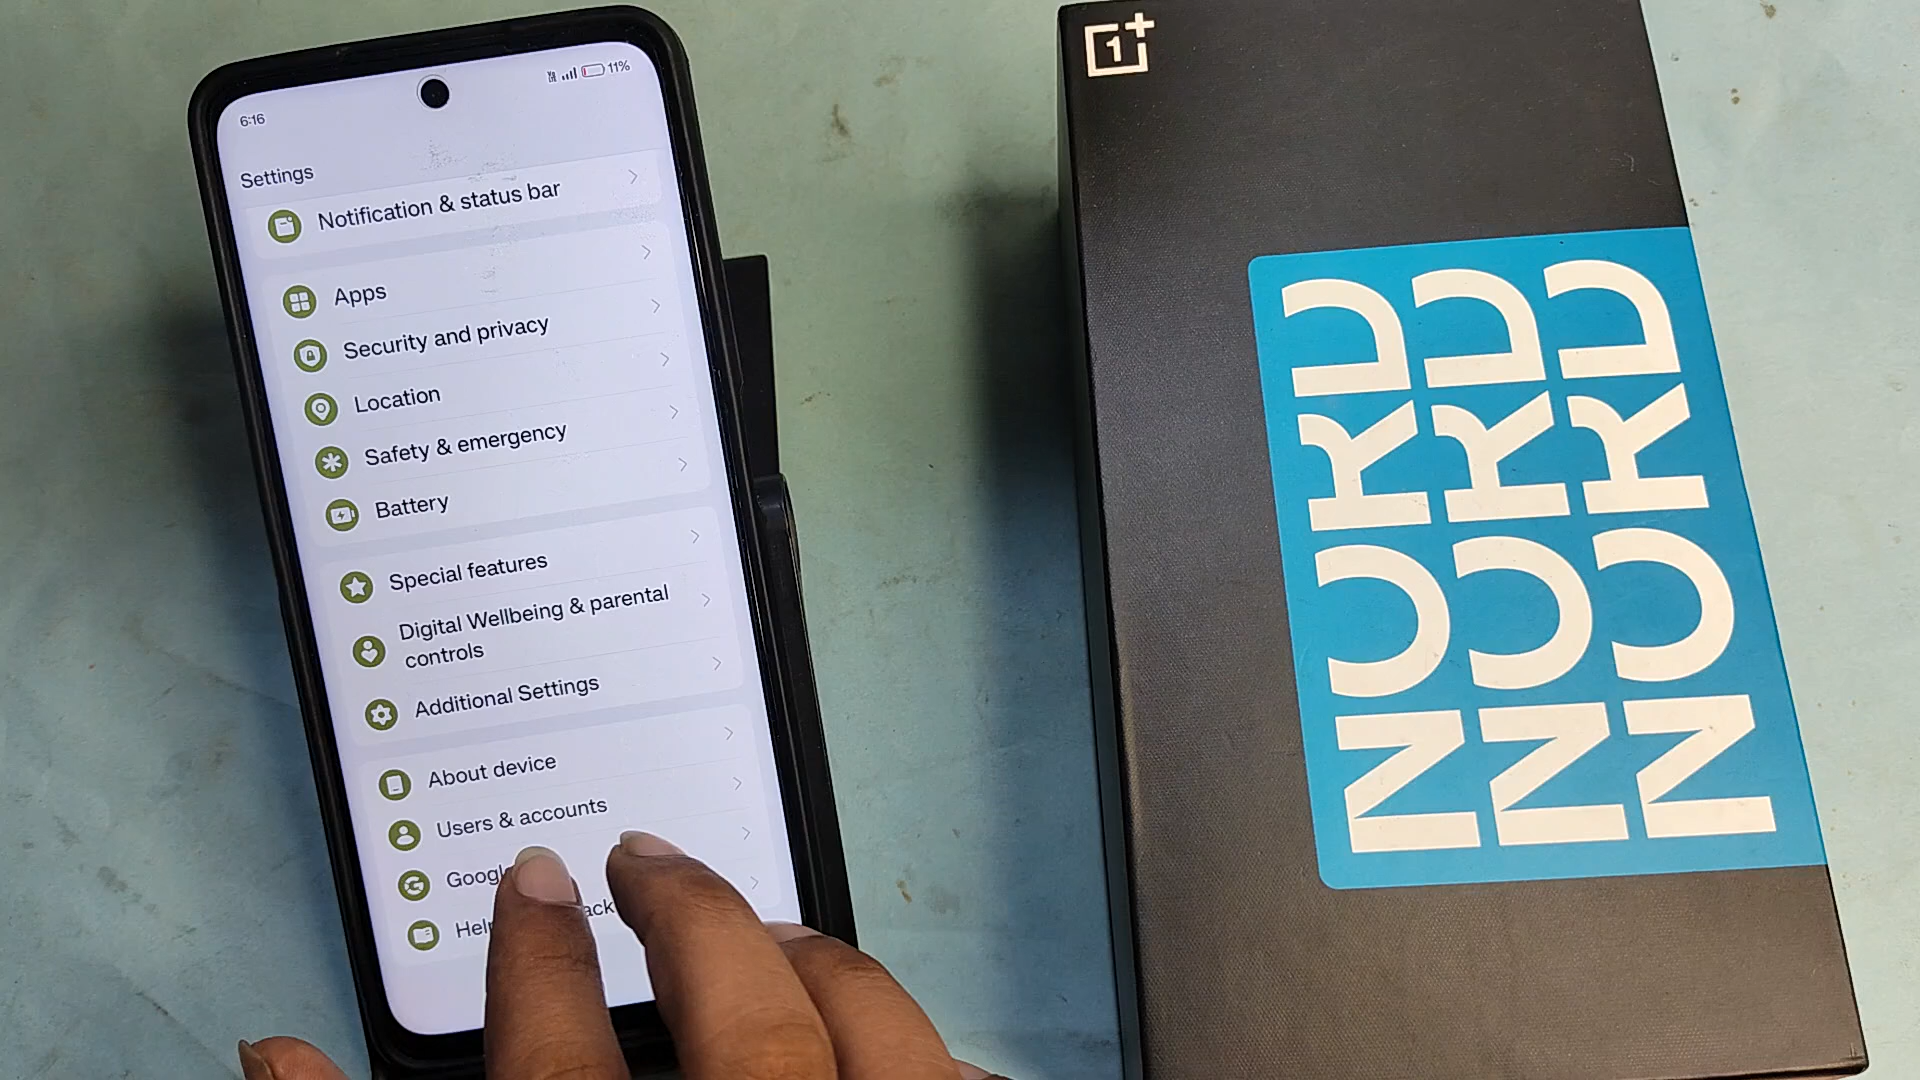 6:16
11%
Settings
Notification & status bar
Apps
Security and privacy
Location
Safety & emergency
Battery
Special features
Digital Wellbeing & parental
controls
Additional Settings
About device
Users & accounts
1+
NORD
NORD
NORD